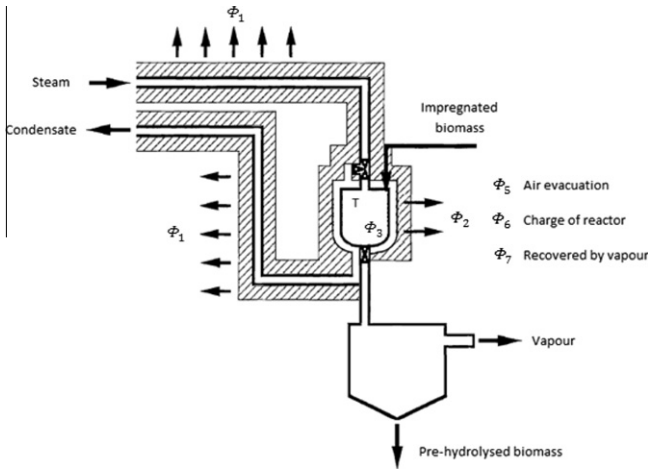 Φ1
Steam
Impregnated
biomass
Condensate
T
Φ3
Φ2
Φ5 Air evacuation
Φ6 Charge of reactor
Φ7 Recovered by vapour
Φ1
Vapour
Pre-hydrolysed biomass